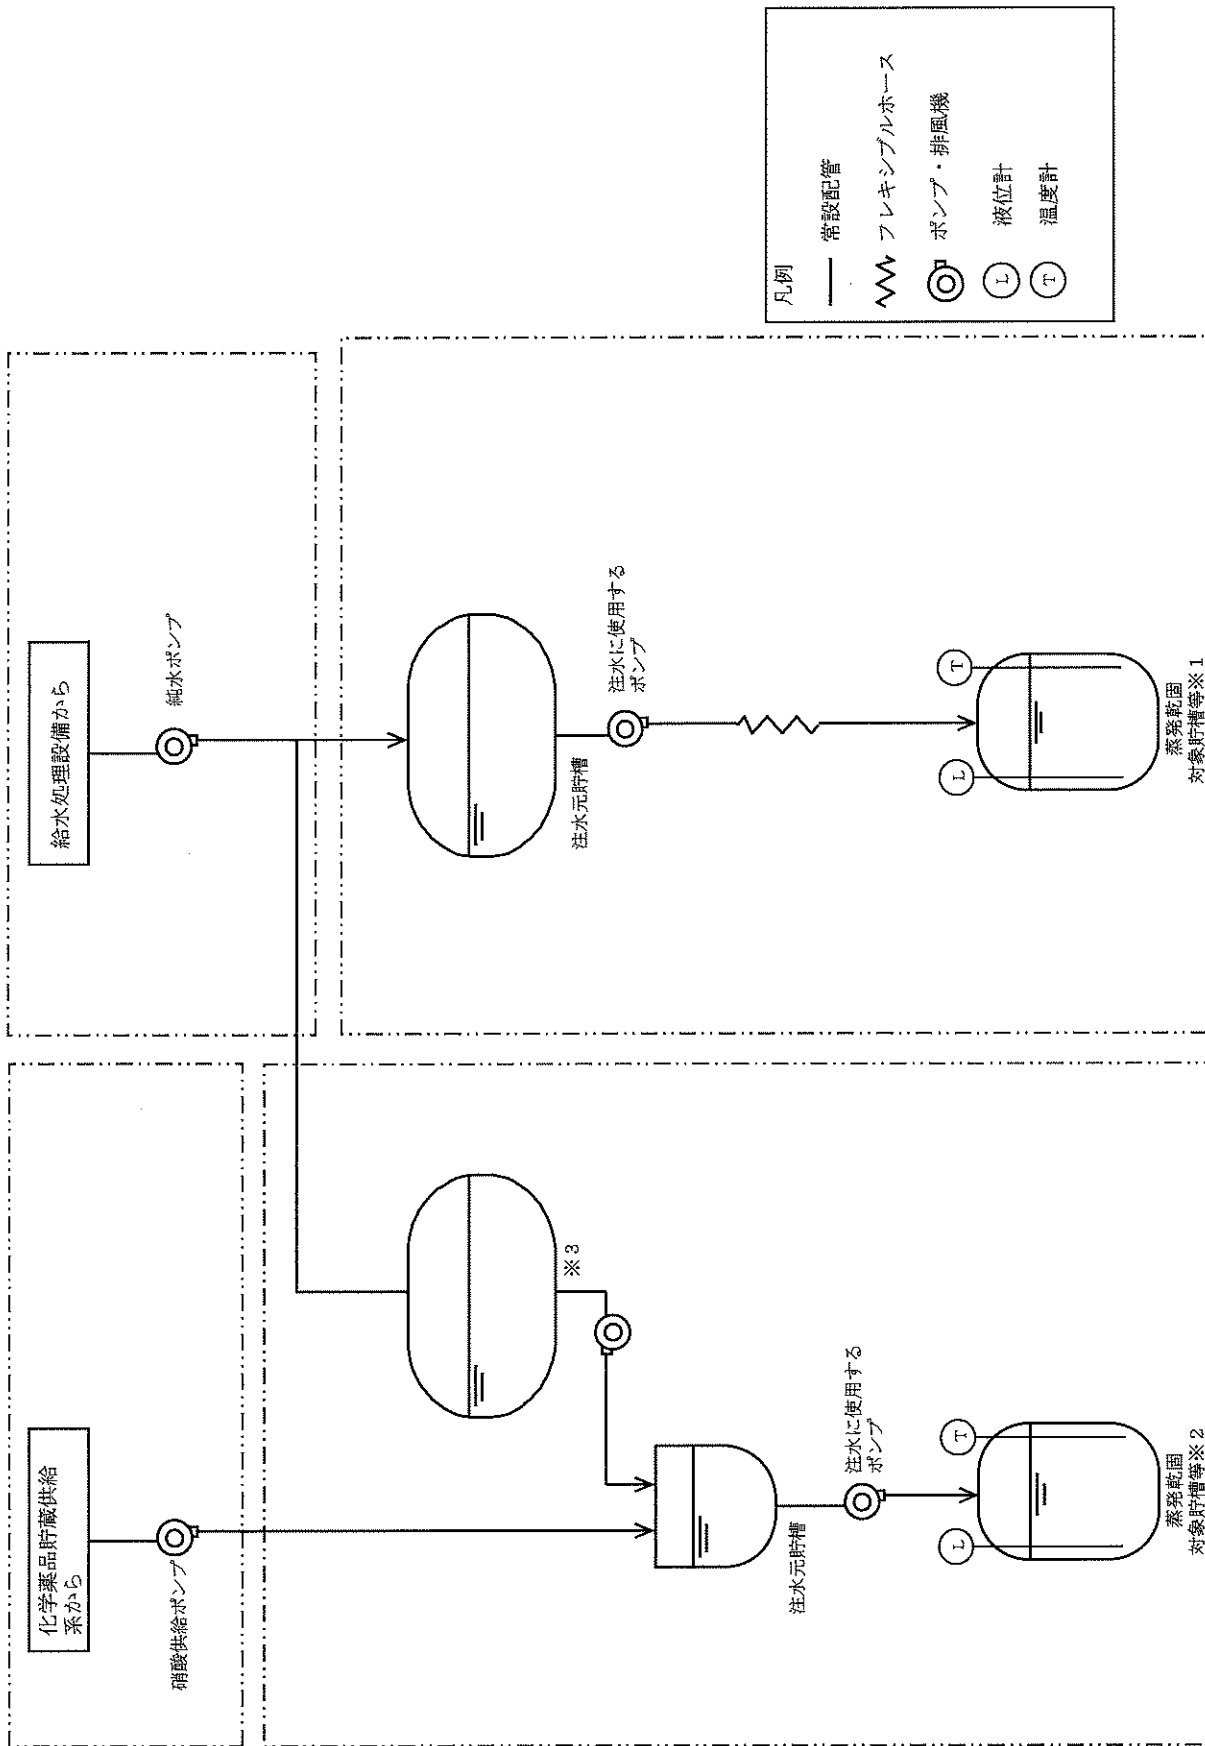 化学薬品貯蔵供給
系から
硝酸供給ポンプ
※3
注水元貯槽
注水に使用する
ポンプ
L
T
蒸発乾固
対象貯槽等※2
給水処理設備から
純水ポンプ
注水元貯槽
注水に使用する
ポンプ
L
T
蒸発乾固
対象貯槽等※1
凡例
常設配管
フレキシブルホース
ポンプ・排風機
L
液位計
T
温度計